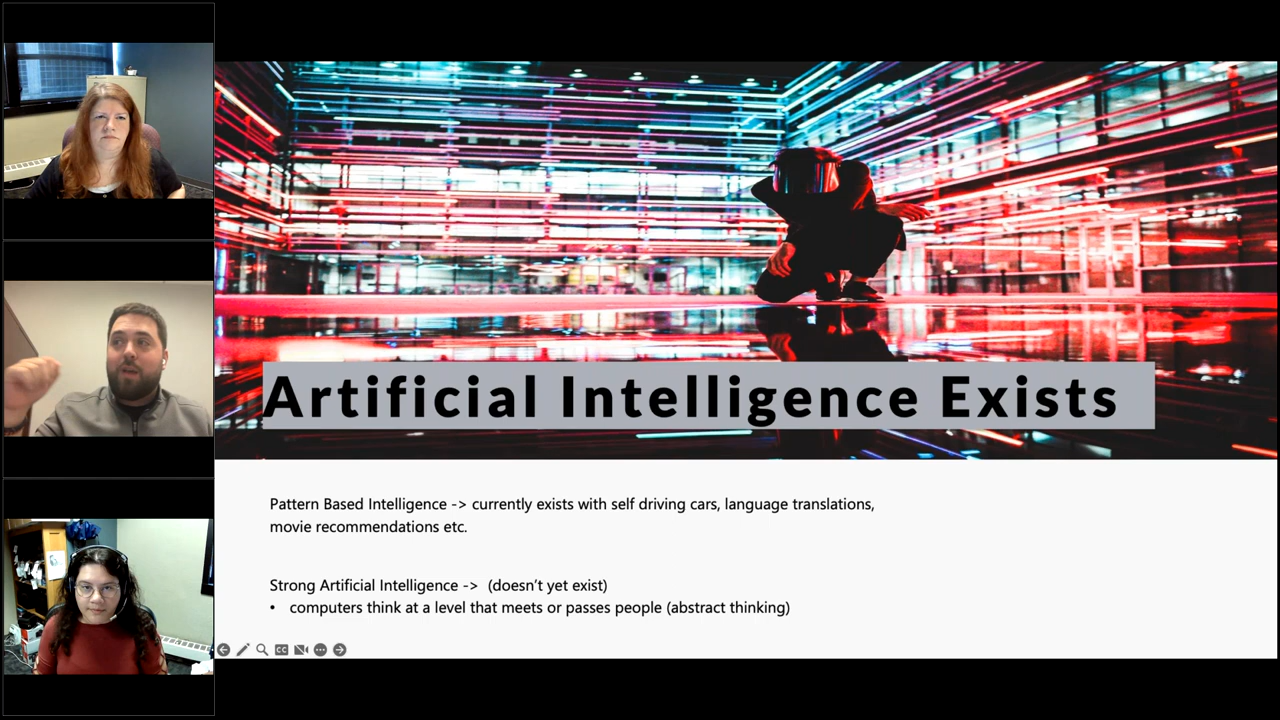 Artificial Intelligence Exists
Pattern Based Intelligence -> currently exists with self driving cars, language translations,
movie recommendations etc.
Strong Artificial Intelligence -> (doesn't yet exist)
• computers think at a level that meets or passes people (abstract thinking)
CC